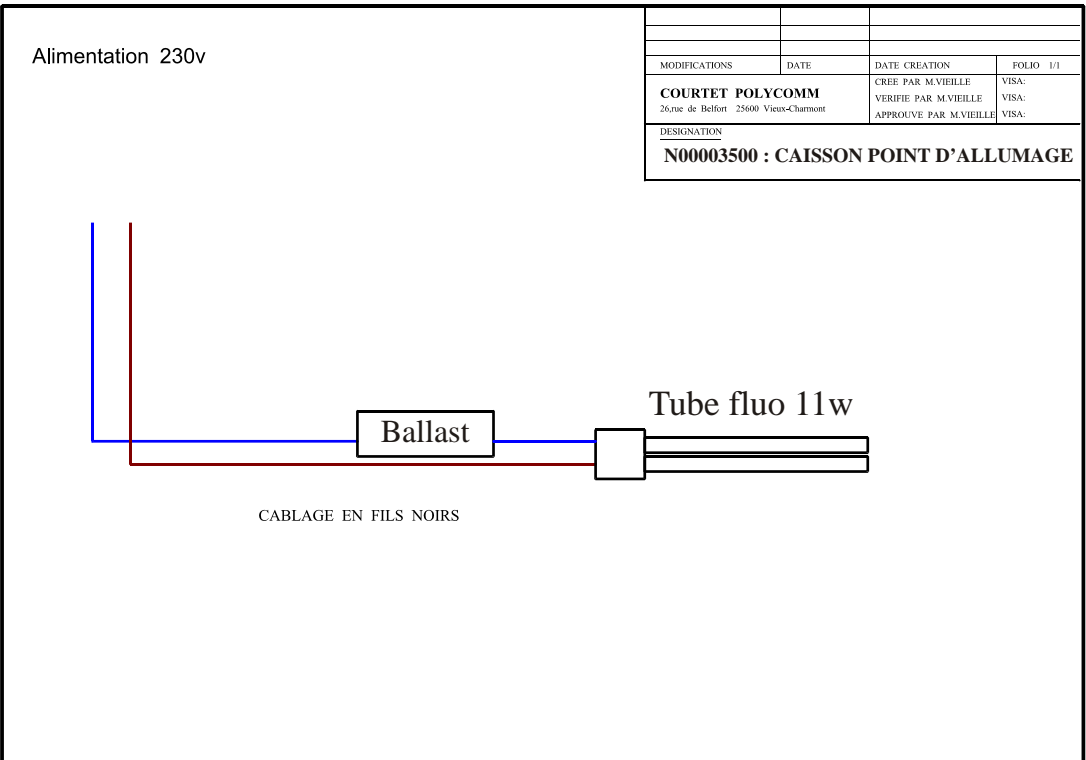 Alimentation 230v
MODIFICATIONS DATE DATE CREATION FOLIO 1/1
CREE PAR M.VIEILLE VISA:
COURTET POLYCOMM
VERIFIE PAR M.VIEILLE VISA:
26,rue de Belfort 25600 Vieux-Charmont
APPROUVE PAR M.VIEILLE VISA:
DESIGNATION
N00003500 : CAISSON POINT D'ALLUMAGE
Tube fluo 11w
Ballast
CABLAGE EN FILS NOIRS